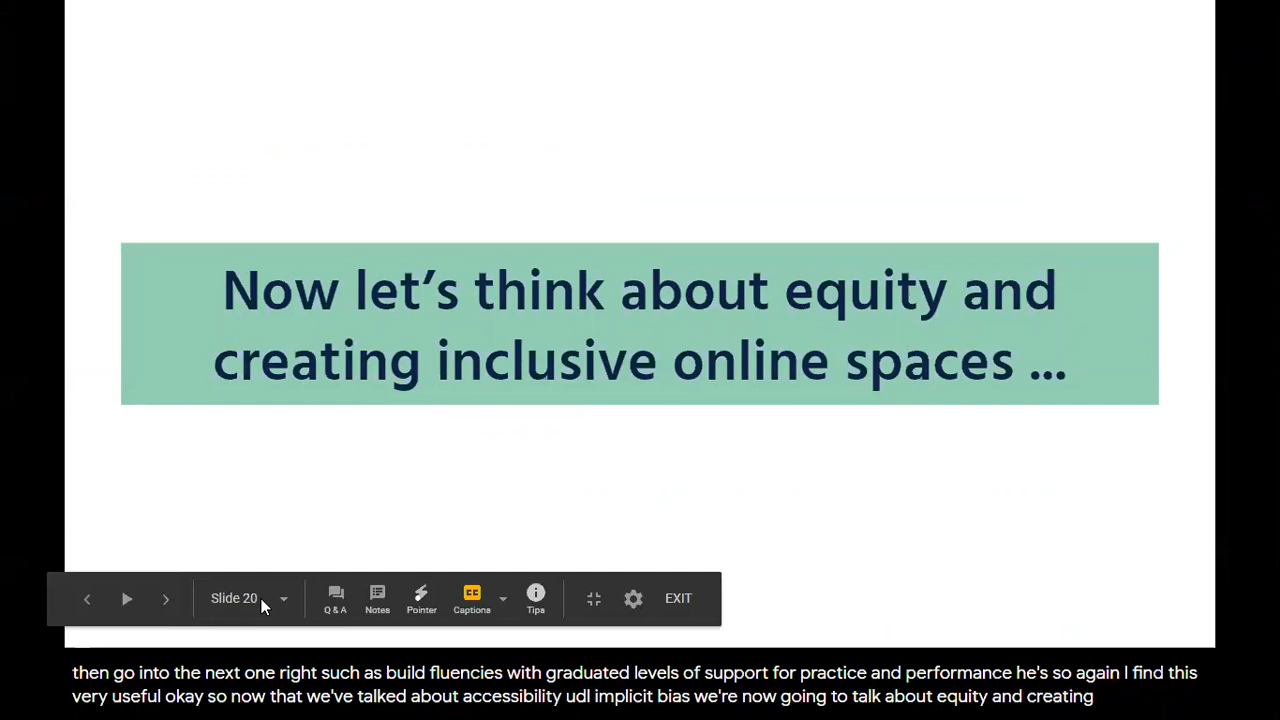 Now let’s think about equity and
creating inclusive online spaces ...
Slide 20
Q & A
Notes
Pointer
CC
Captions
Tips
EXIT
then go into the next one right such as build fluencies with graduated levels of support for practice and performance he's so again I find this
very useful okay so now that we've talked about accessibility udl implicit bias we're now going to talk about equity and creating